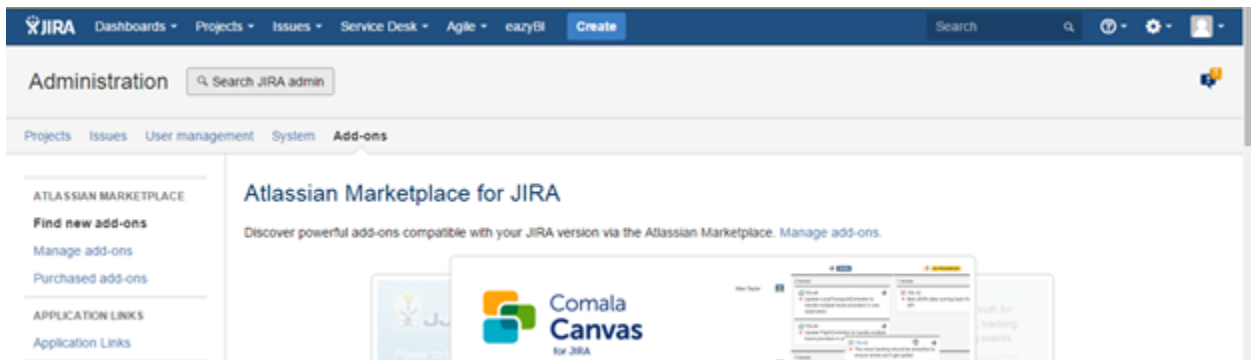 JIRA Dashboards Projects Issues Service Desk Agile eazyBI Create Search
Administration Search JIRA admin
Projects Issues User management System Add-ons
ATLASSIAN MARKETPLACE
Find new add-ons
Manage add-ons
Purchased add-ons
APPLICATION LINKS
Application Links
Atlassian Marketplace for JIRA
Discover powerful add-ons compatible with your JIRA version via the Atlassian Marketplace. Manage add-ons.
Comala
Canvas
for JIRA